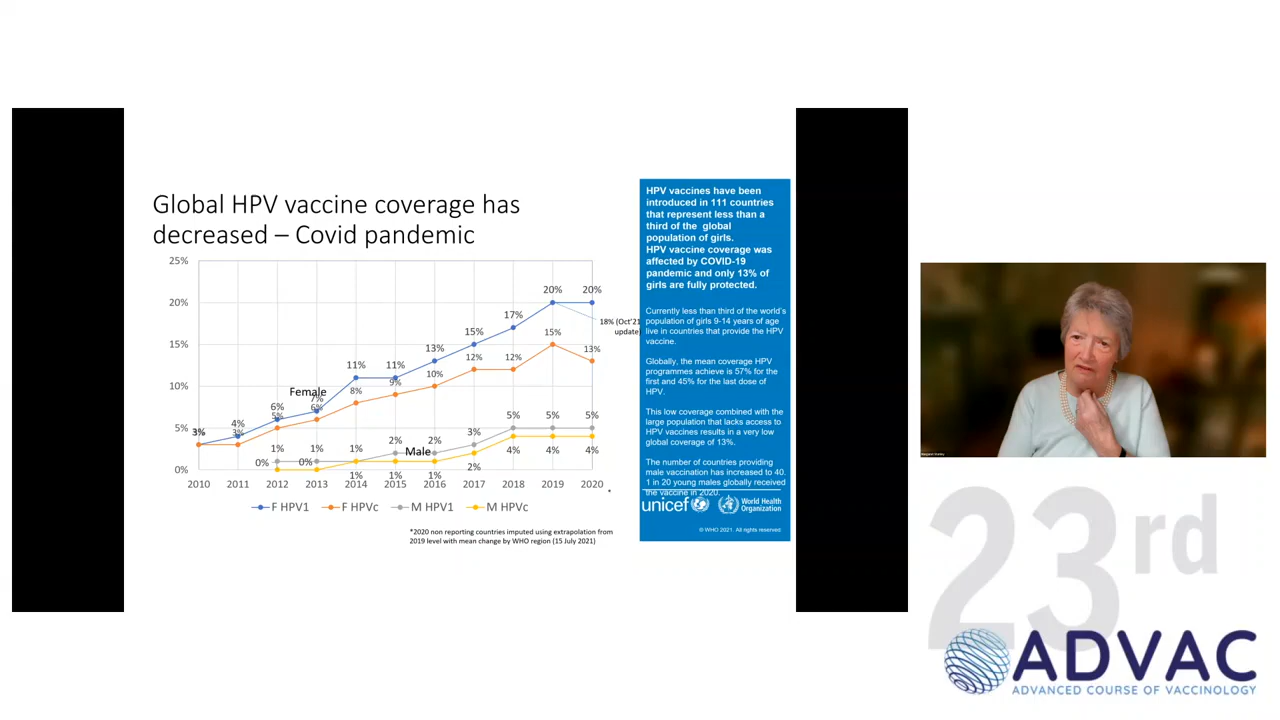 Global HPV vaccine coverage has
decreased – Covid pandemic
25%
20%
15%
10%
5%
0%
Female
Male
3%
3%
4%
3%
6%
5%
7%
6%
11%
8%
11%
9%
13%
10%
15%
12%
17%
12%
20%
15%
20%
13%
18% (Oct'21
update)
1%
0%
1%
0%
1%
1%
2%
1%
2%
1%
3%
2%
5%
4%
5%
4%
5%
4%
2010 2011 2012 2013 2014 2015 2016 2017 2018 2019 2020
*
F HPV1 F HPVc M HPV1 M HPVc
*2020 non reporting countries imputed using extrapolation from
2019 level with mean change by WHO region (15 July 2021)
HPV vaccines have been
introduced in 111 countries
that represent less than a
third of the global
population of girls.
HPV vaccine coverage was
affected by COVID-19
pandemic and only 13% of
girls are fully protected.
Currently less than third of the world's
population of girls 9-14 years of age
live in countries that provide the HPV
vaccine.
Globally, the mean coverage HPV
programmes achieve is 57% for the
first and 45% for the last dose of
HPV.
This low coverage combined with the
large population that lacks access to
HPV vaccines results in a very low
global coverage of 13%.
The number of countries providing
male vaccination has increased to 40.
1 in 20 young males globally received
the vaccine in 2020.
unicef
World Health
Organization
© WHO 2021. All rights reserved.
23rd
ADVAC
ADVANCED COURSE OF VACCINOLOGY